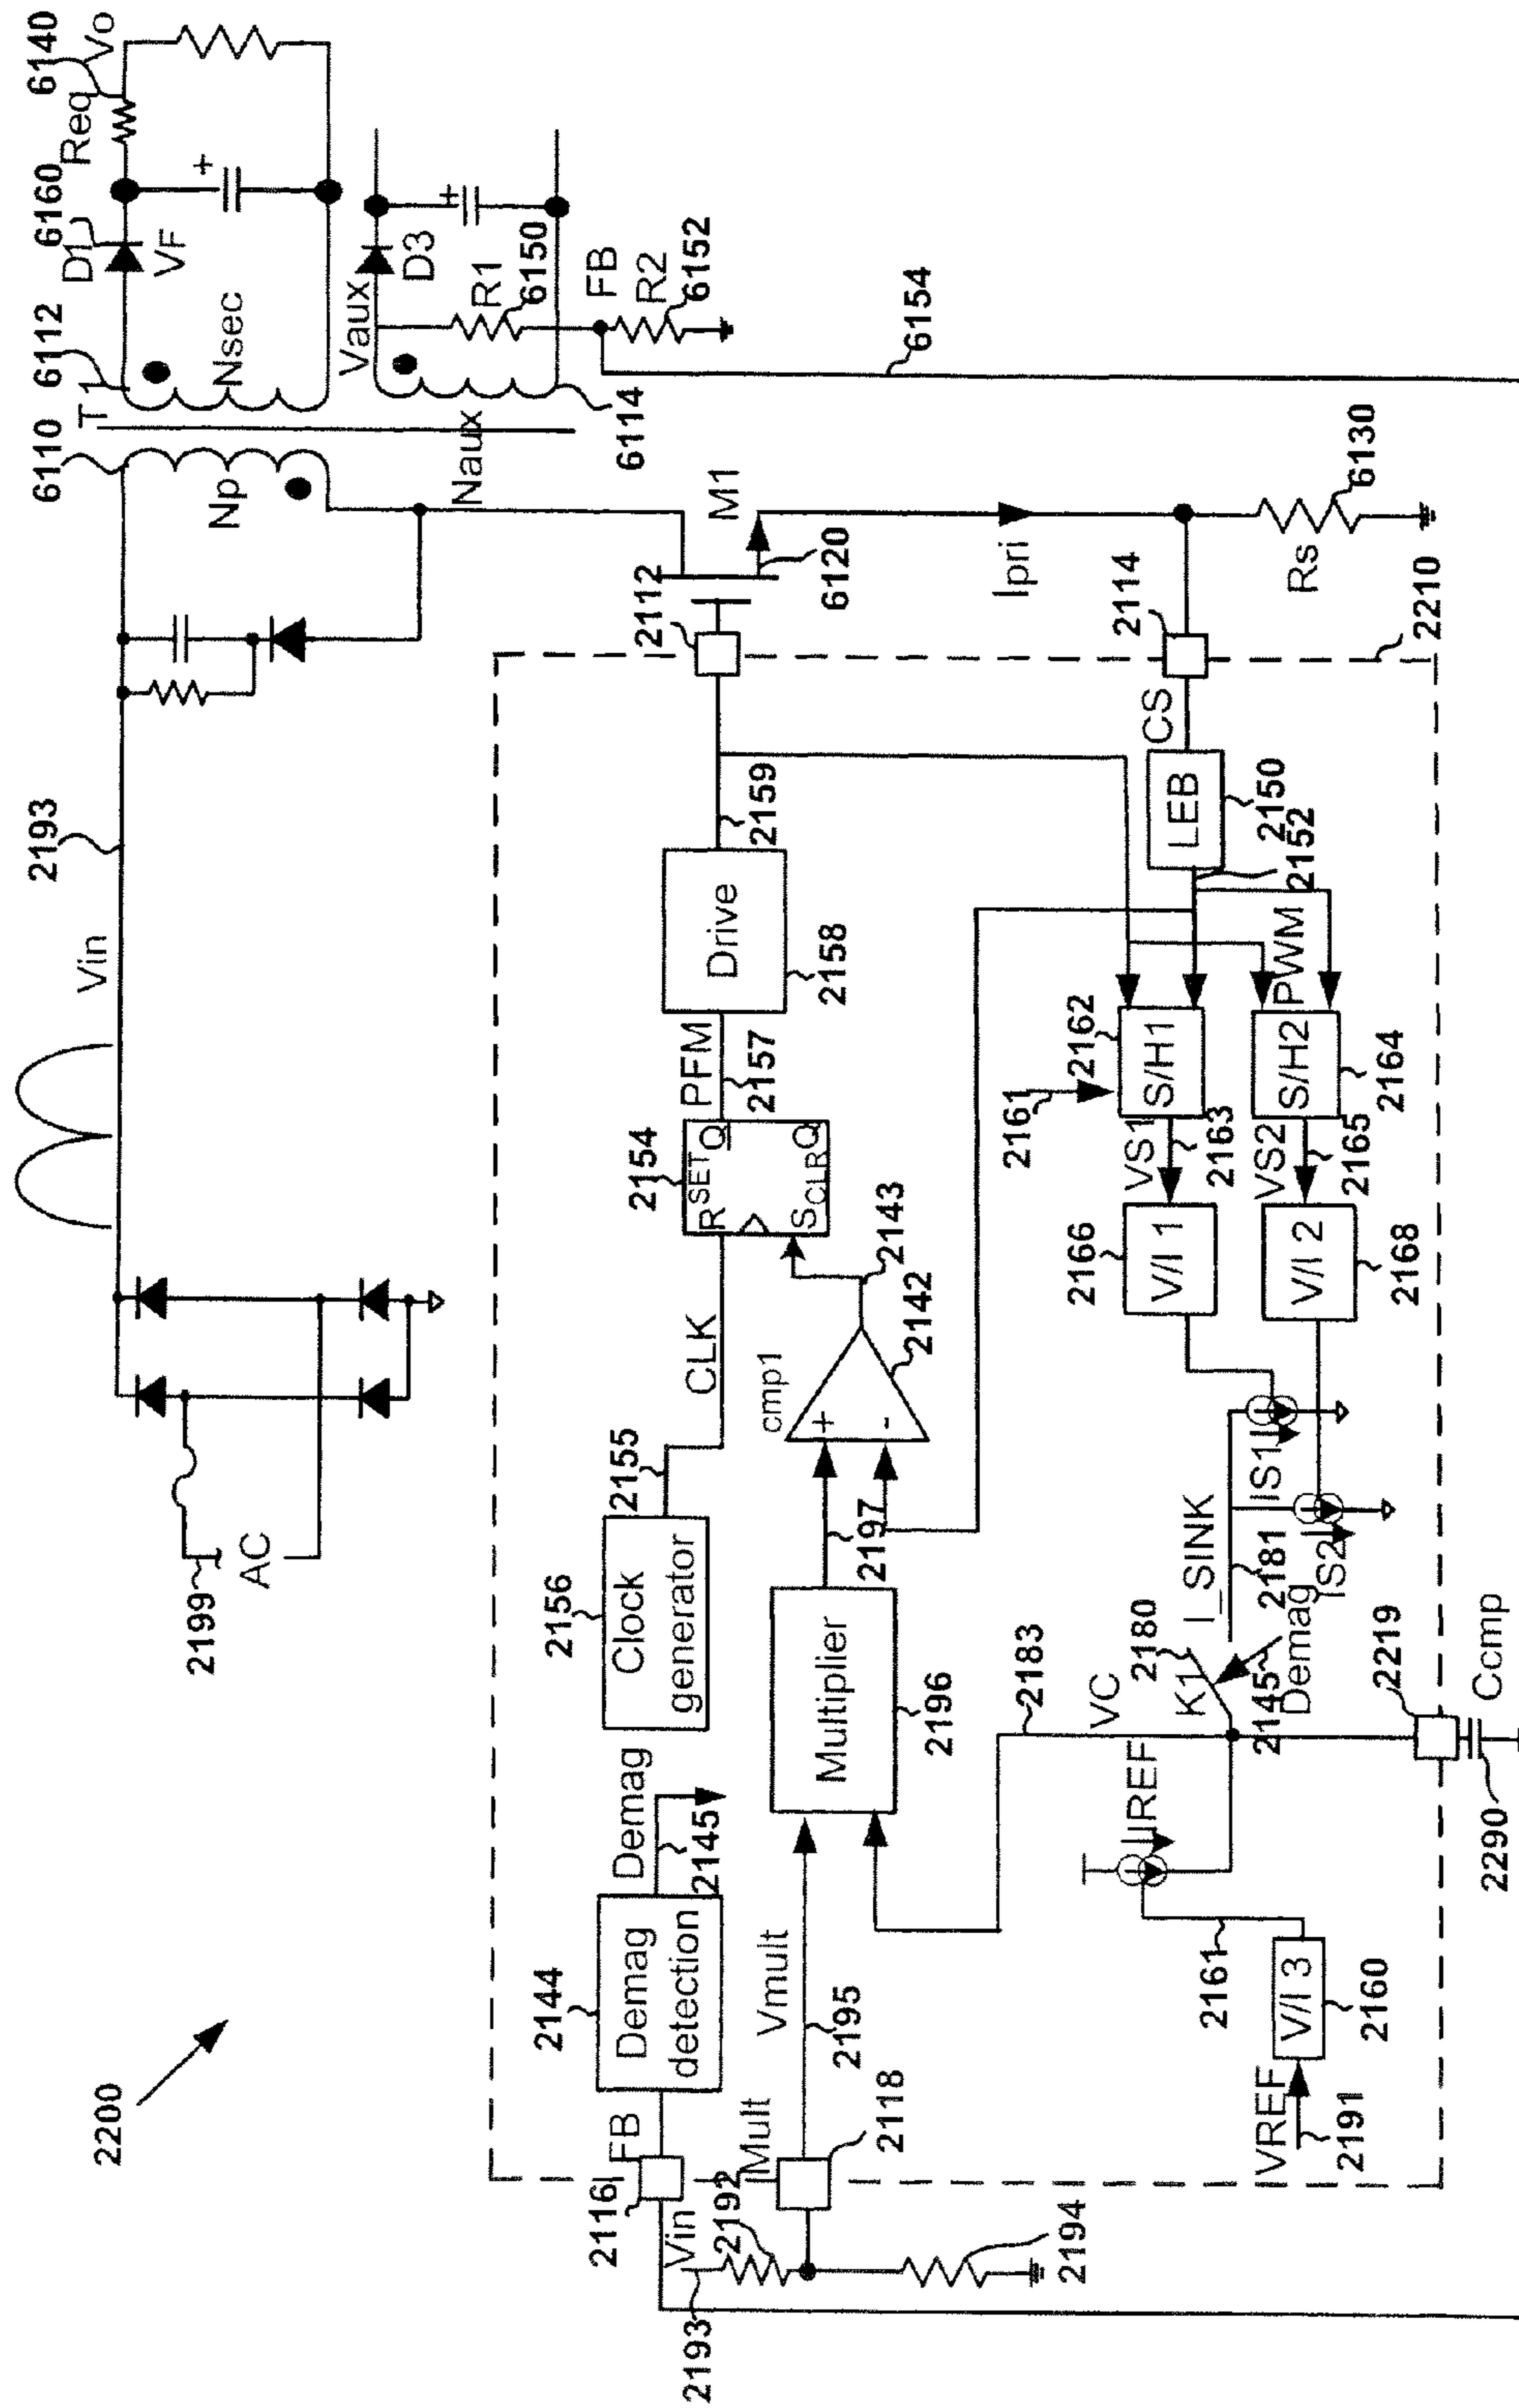 2200
2199
AC
Vin
2193
6110
T1
6112
Np
Nsec
D1
6160
VF
Req
6140
Vo
Vaux
D3
R1
6150
FB
R2
6152
Naux
6114
6154
M1
6120
Ipri
Rs
6130
2210
2112
2114
CS
LEB
2150
2152
PWM
2116
FB
2144
Demag
detection
Demag
2145
2156
Clock
generator
2155
CLK
2154
R
SET
Q
S
CLR
Q
PFM
2157
Drive
2158
2159
Vin
2193
2192
Mult
2118
2194
Vmult
2195
Multiplier
2196
2197
cmp1
+
-
2142
2143
VC
2183
K1
2180
I_SINK
2181
2145
Demag
IS1
IS2
2161
S/H1
2162
VS1
2163
S/H2
2164
VS2
2165
V/I 1
2166
V/I 2
2168
IREF
2161
V/I 3
2160
VREF
2191
2219
Ccmp
2290
+
+